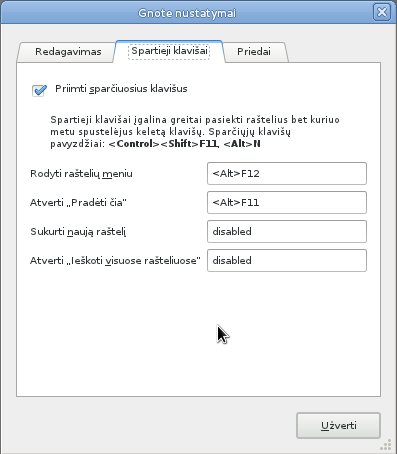 Gnote nustatymai
Redagavimas
Spartieji klavišai
Priedai
Priimti sparčiuosius klavišus
Spartieji klavišai įgalina greitai pasiekti raštelius bet kuriuo
metu spustelėjus keletą klavišų. Sparčiųjų klavišų
pavyzdžiai: <Control><Shift>F11, <Alt>N
Rodyti raštelių meniu <Alt>F12
Atverti „Pradėti čia“ <Alt>F11
Sukurti naują raštelį disabled
Atverti „Ieškoti visuose rašteliuose“ disabled
Užverti